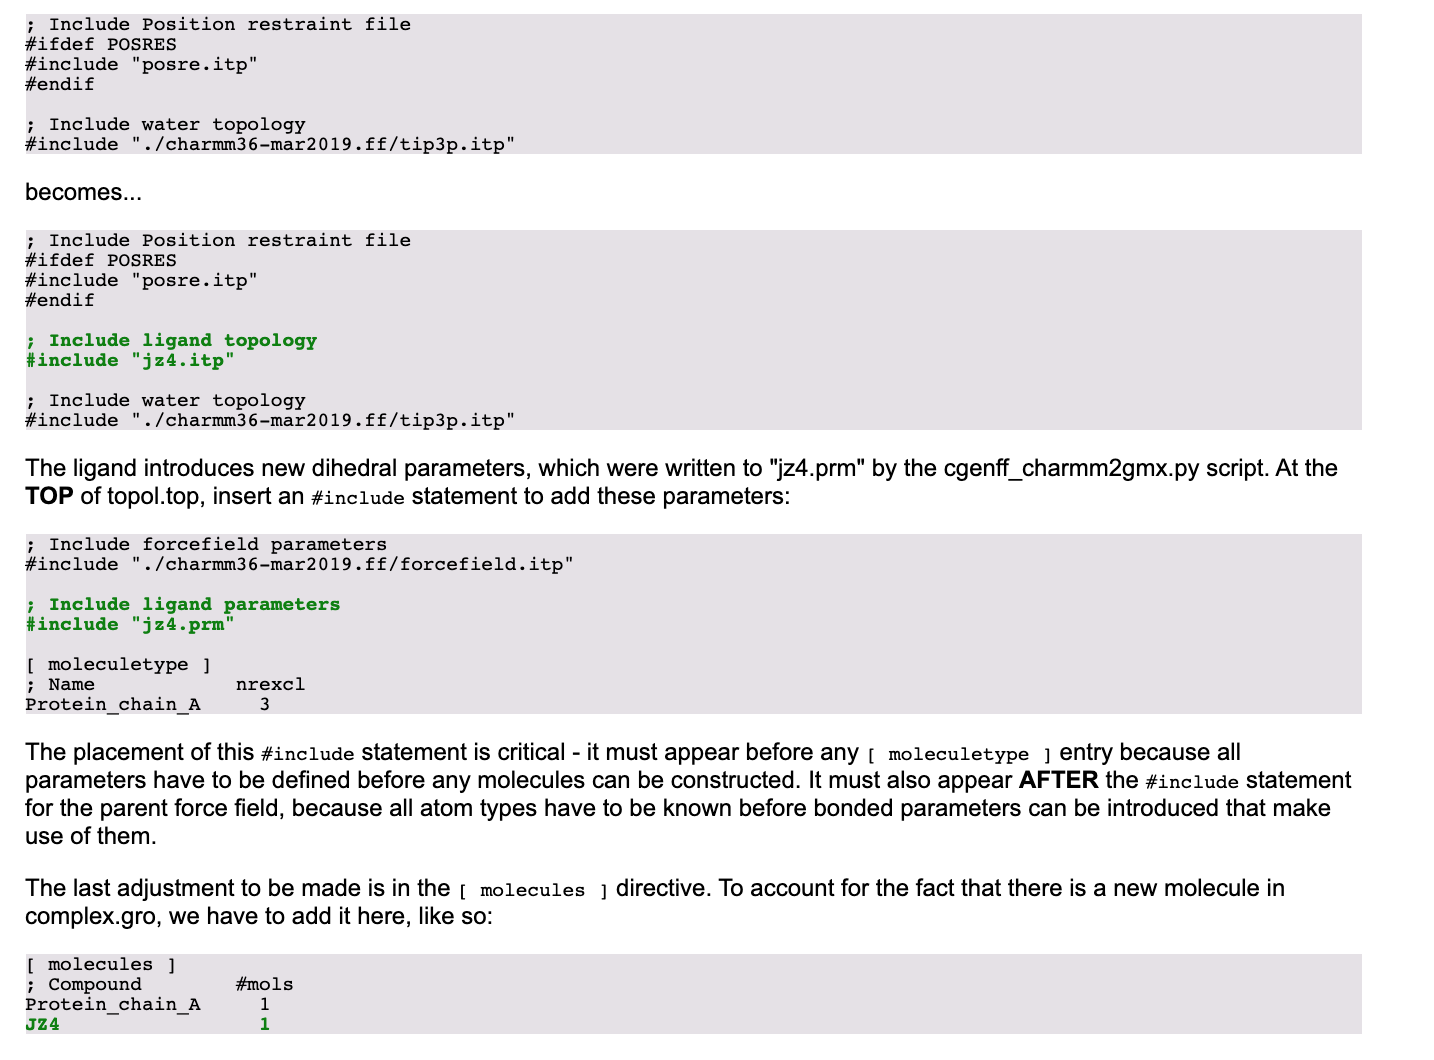 ; Include Position restraint file
#ifdef POSRES
#include "posre.itp"
#endif
; Include water topology
#include "./charmm36-mar2019.ff/tip3p.itp"
becomes...
; Include Position restraint file
#ifdef POSRES
#include "posre.itp"
#endif
; Include ligand topology
#include "jz4.itp"
; Include water topology
#include "./charmm36-mar2019.ff/tip3p.itp"
The ligand introduces new dihedral parameters, which were written to "jz4.prm" by the cgenff_charmm2gmx.py script. At the
TOP of topol.top, insert an #include statement to add these parameters:
; Include forcefield parameters
#include "./charmm36-mar2019.ff/forcefield.itp"
; Include ligand parameters
#include "jz4.prm"
[ moleculetype ]
; Name            nrexcl
Protein_chain_A     3
The placement of this #include statement is critical - it must appear before any [ moleculetype ] entry because all
parameters have to be defined before any molecules can be constructed. It must also appear AFTER the #include statement
for the parent force field, because all atom types have to be known before bonded parameters can be introduced that make
use of them.
The last adjustment to be made is in the [ molecules ] directive. To account for the fact that there is a new molecule in
complex.gro, we have to add it here, like so:
[ molecules ]
; Compound        #mols
Protein_chain_A     1
JZ4                 1